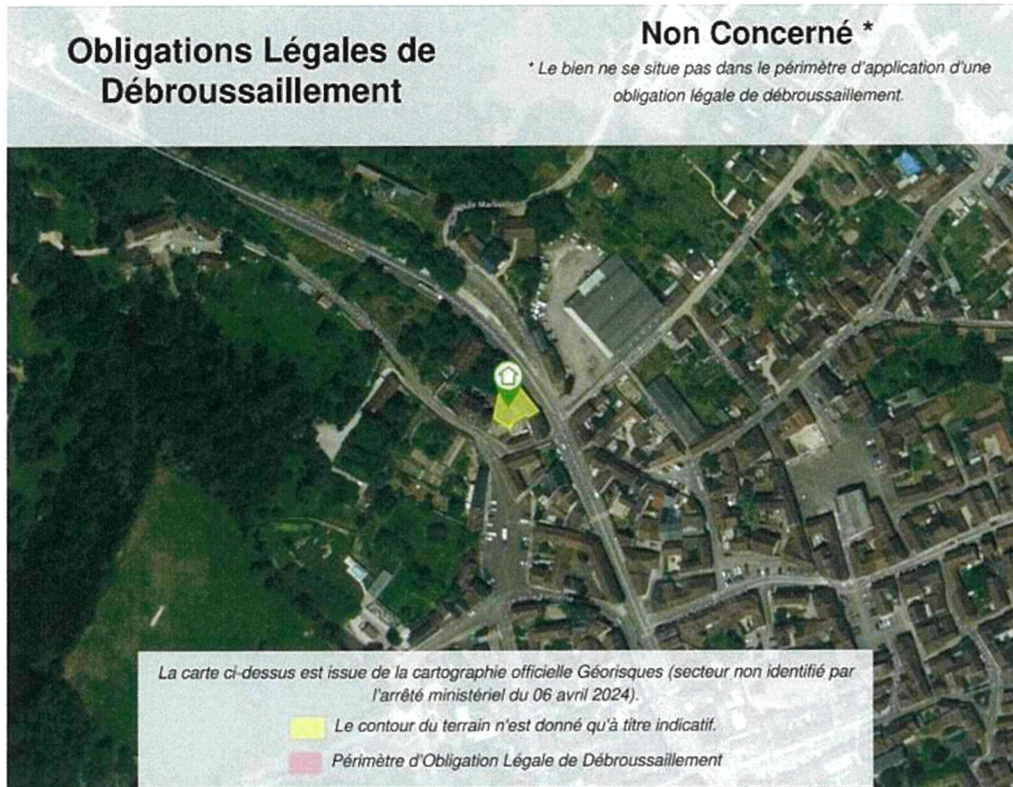 Obligations Légales de
Débroussaillement
Non Concerné *
* Le bien ne se situe pas dans le périmètre d'application d'une
obligation légale de débroussaillement.
La carte ci-dessus est issue de la cartographie officielle Géorisques (secteur non identifié par
l'arrêté ministériel du 06 avril 2024).
Le contour du terrain n'est donné qu'à titre indicatif.
Périmètre d'Obligation Légale de Débroussaillement